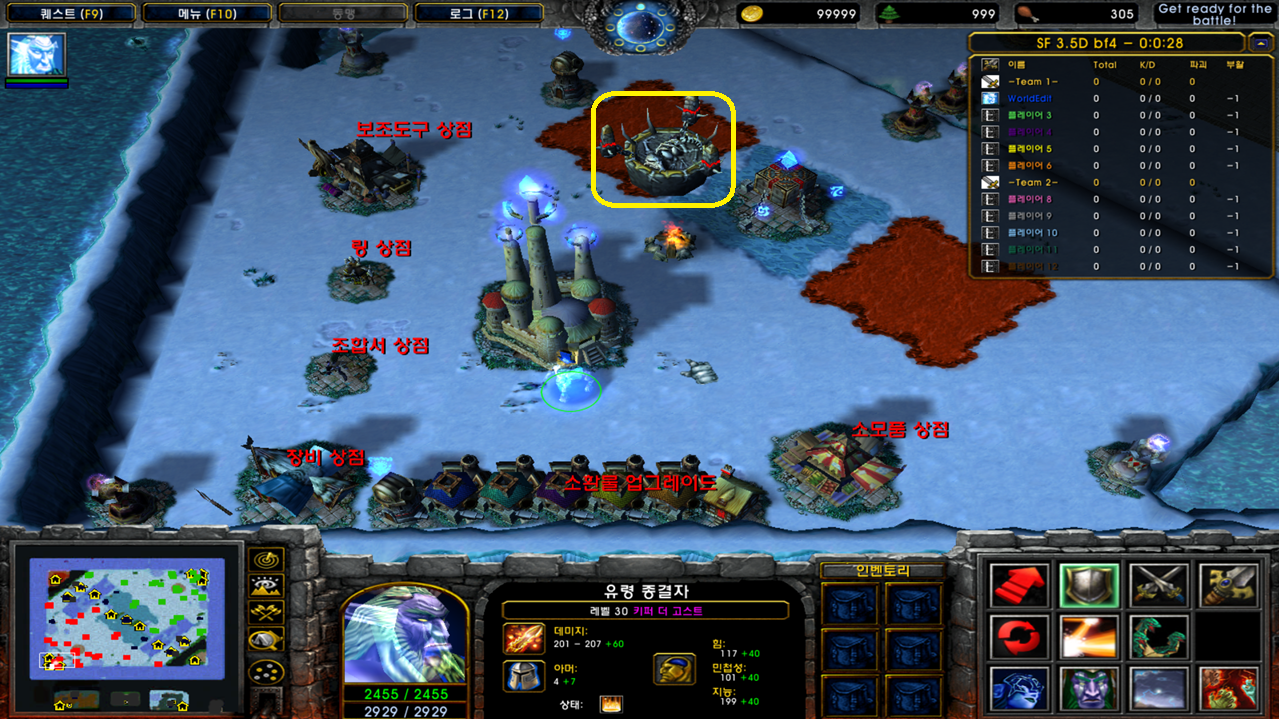 퀘스트 (F9) 메뉴 (F10) 동맹 로그 (F12) 99999 999 305 Get ready for the battle!
SF 3.5D bf4 – 0:0:28
이름 Total K/D 파괴 부활
–Team 1– 0 0 / 0 0
WorldEdit 0 0 / 0 0 –1
플레이어 3 0 0 / 0 0 –1
플레이어 4 0 0 / 0 0 –1
플레이어 5 0 0 / 0 0 –1
플레이어 6 0 0 / 0 0 –1
–Team 2– 0 0 / 0 0
플레이어 8 0 0 / 0 0 –1
플레이어 9 0 0 / 0 0 –1
플레이어 10 0 0 / 0 0 –1
플레이어 11 0 0 / 0 0 –1
플레이어 12 0 0 / 0 0 –1
보조도구 상점
링 상점
조합서 상점
장비 상점
소환물 업그레이드
소모품 상점
유령 종결자
레벨 30 키퍼 더 고스트
데미지:
201 – 207 +60
아머:
4 +7
상태:
힘:
117 +40
민첩성:
101 +40
지능:
199 +40
2455 / 2455
2929 / 2929
인벤토리